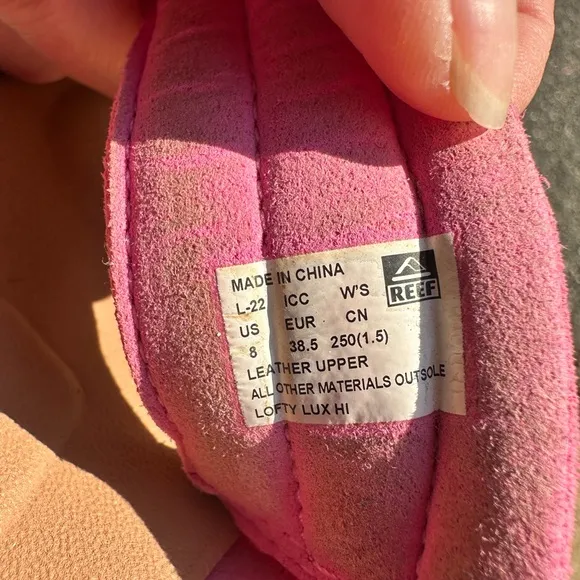 MADE IN CHINA
REEF
L-22 ICC W'S
US EUR CN
8 38.5 250(1.5)
LEATHER UPPER
ALL OTHER MATERIALS OUTSOLE
LOFTY LUX HI